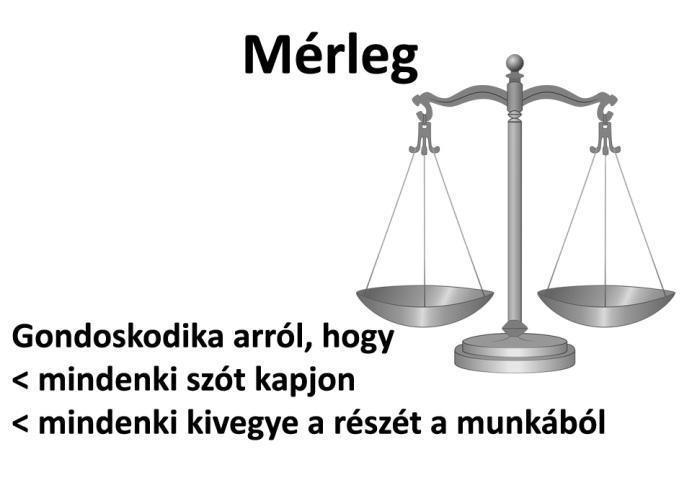 Mérleg
Gondoskodika arról, hogy
< mindenki szót kapjon
< mindenki kivegye a részét a munkából